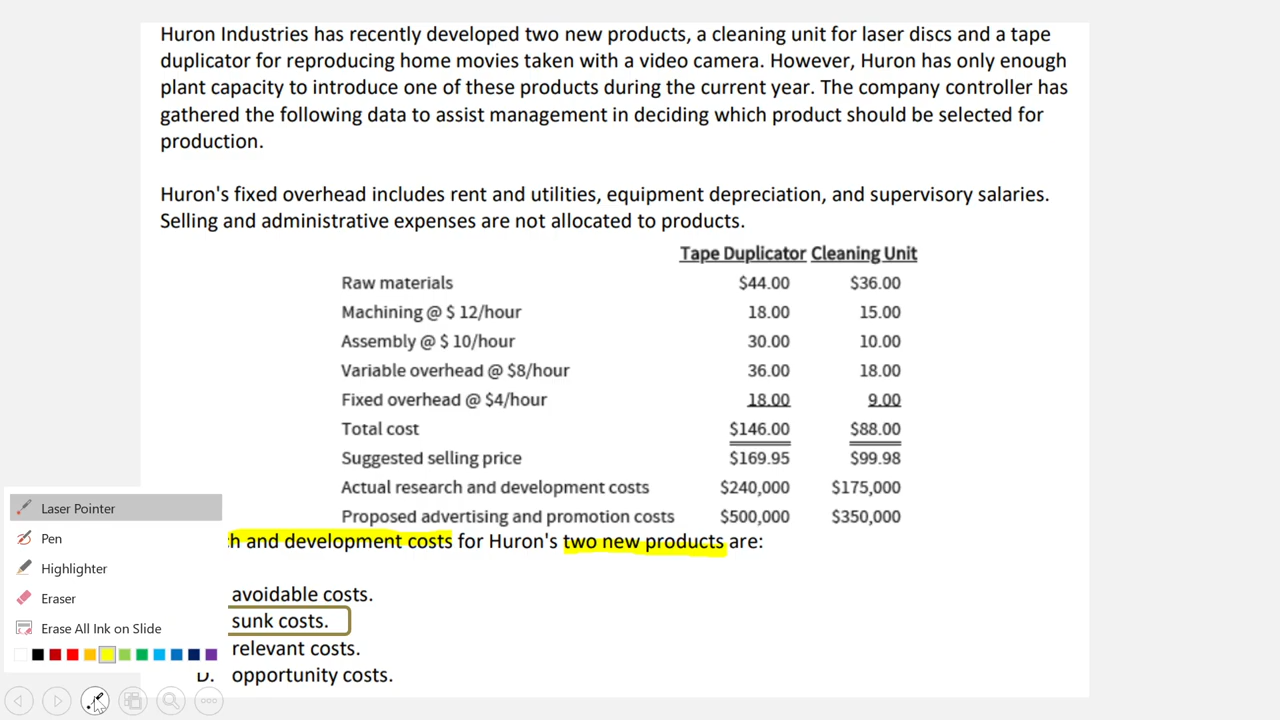 Huron Industries has recently developed two new products, a cleaning unit for laser discs and a tape
duplicator for reproducing home movies taken with a video camera. However, Huron has only enough
plant capacity to introduce one of these products during the current year. The company controller has
gathered the following data to assist management in deciding which product should be selected for
production.
Huron's fixed overhead includes rent and utilities, equipment depreciation, and supervisory salaries.
Selling and administrative expenses are not allocated to products.
Tape Duplicator Cleaning Unit
Raw materials $44.00 $36.00
Machining @ $ 12/hour 18.00 15.00
Assembly @ $ 10/hour 30.00 10.00
Variable overhead @ $8/hour 36.00 18.00
Fixed overhead @ $4/hour 18.00 9.00
Total cost $146.00 $88.00
Suggested selling price $169.95 $99.98
Actual research and development costs $240,000 $175,000
Proposed advertising and promotion costs $500,000 $350,000
h and development costs for Huron's two new products are:
avoidable costs.
sunk costs.
relevant costs.
D. opportunity costs.
Laser Pointer
Pen
Highlighter
Eraser
Erase All Ink on Slide